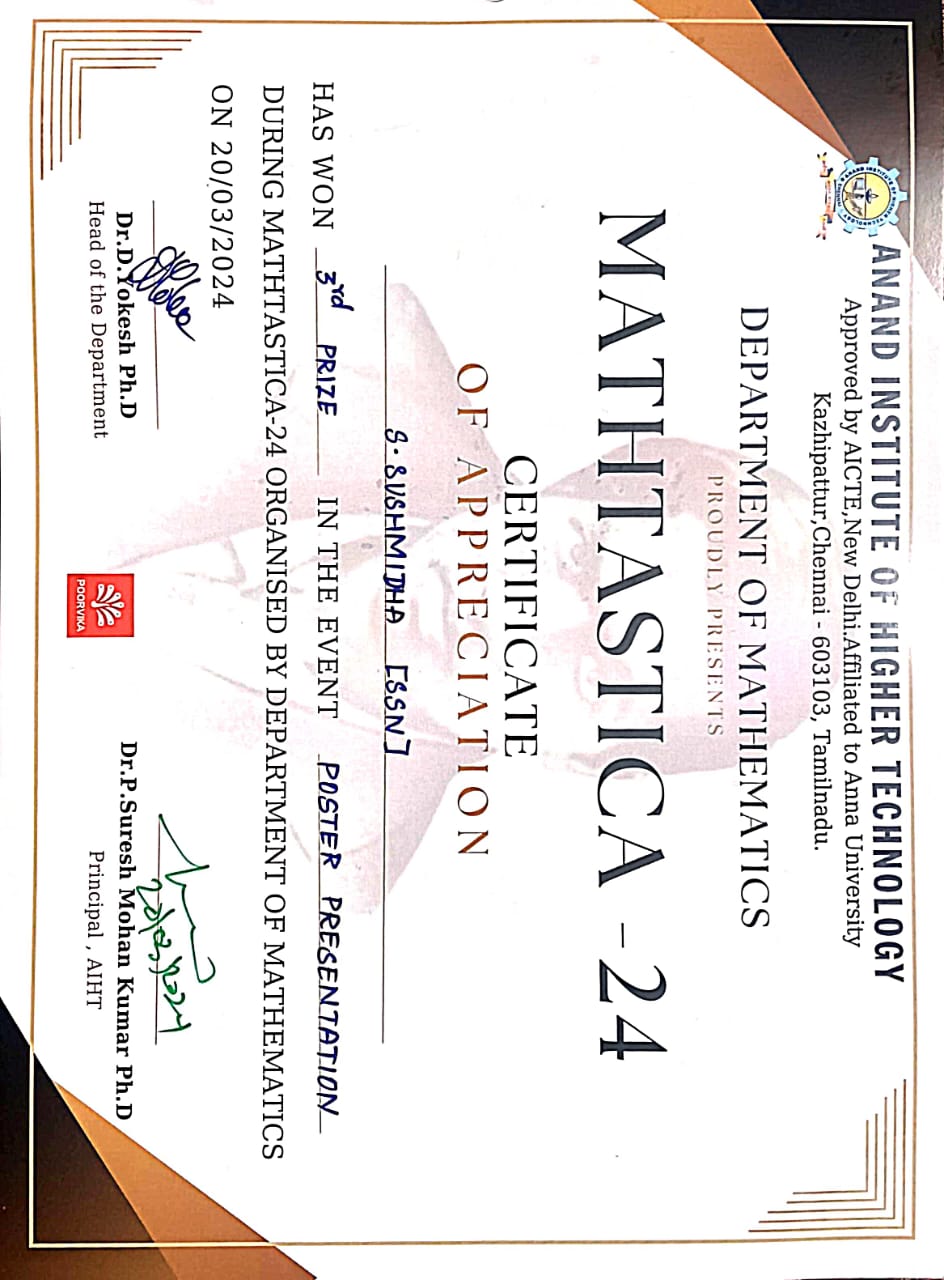 ANAND INSTITUTE OF HIGHER TECHNOLOGY
Approved by AICTE,New Delhi.Affiliated to Anna University
Kazhipattur,Chennai - 603103, Tamilnadu.
DEPARTMENT OF MATHEMATICS
PROUDLY PRESENTS
MATHTASTICA -24
CERTIFICATE
OF APPRECIATION
S. SUSHMIDHA [SSN]
HAS WON 3rd PRIZE IN THE EVENT POSTER PRESENTATION
DURING MATHTASTICA-24 ORGANISED BY DEPARTMENT OF MATHEMATICS
ON 20/03/2024
20/03/2024
Dr.D.Yokesh Ph.D
Head of the Department
POORVIKA
Dr.P.Suresh Mohan Kumar Ph.D
Principal , AIHT